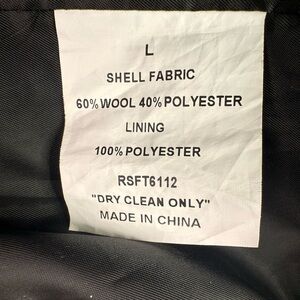 L
SHELL FABRIC
60% WOOL 40% POLYESTER
LINING
100% POLYESTER
RSFT6112
"DRY CLEAN ONLY"
MADE IN CHINA